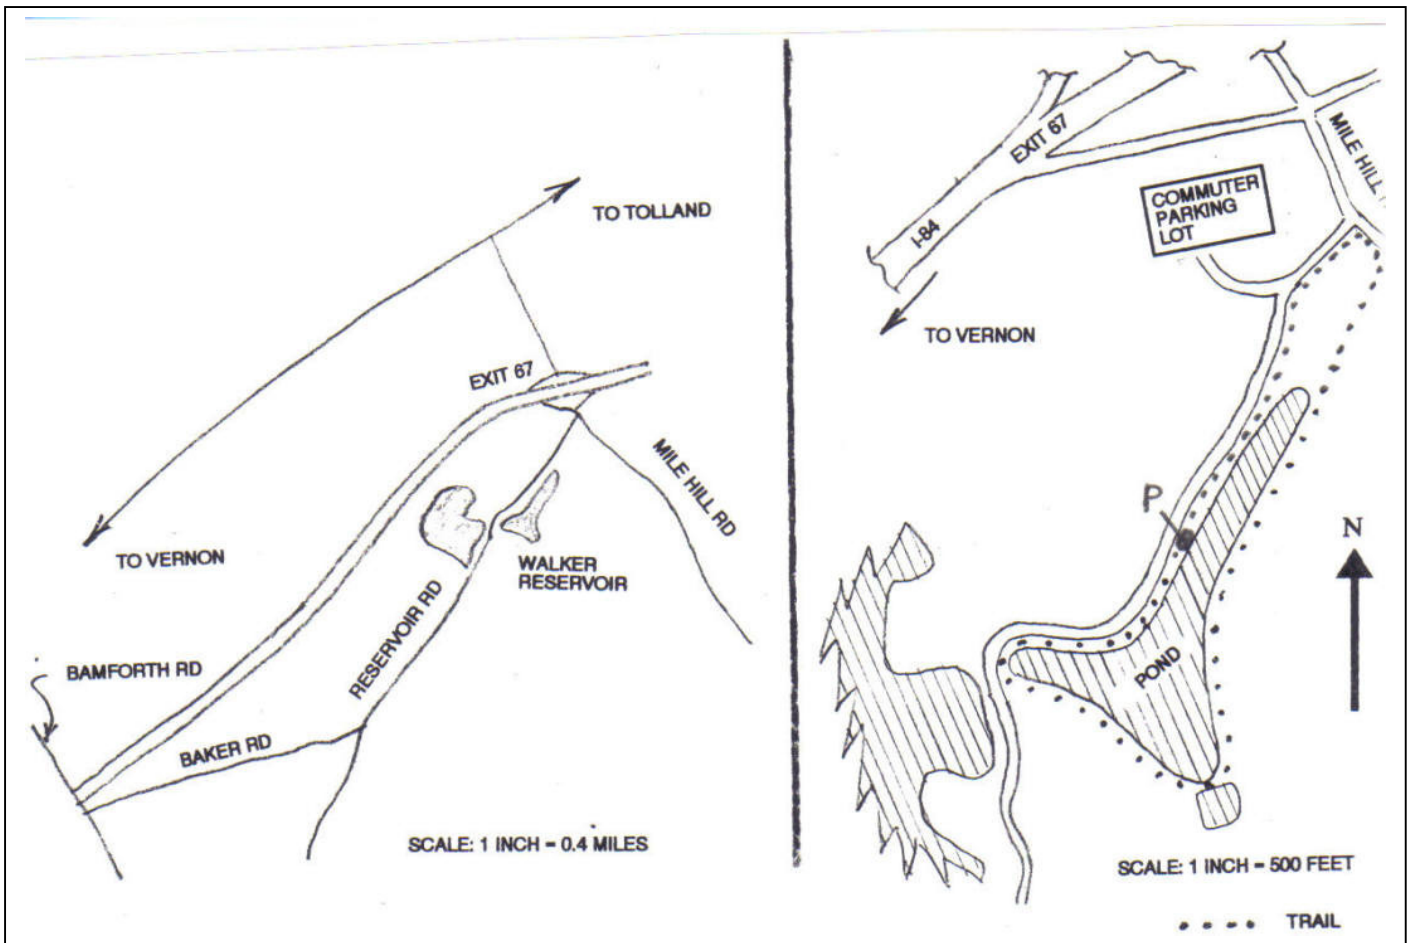 TO TOLLAND
EXIT 67
MILE HILL RD
TO VERNON
WALKER
RESERVOIR
RESERVOIR RD
BAMFORTH RD
BAKER RD
SCALE: 1 INCH = 0.4 MILES
EXIT 67
MILE HILL
COMMUTER
PARKING
LOT
I-84
TO VERNON
P
N
POND
SCALE: 1 INCH = 500 FEET
TRAIL